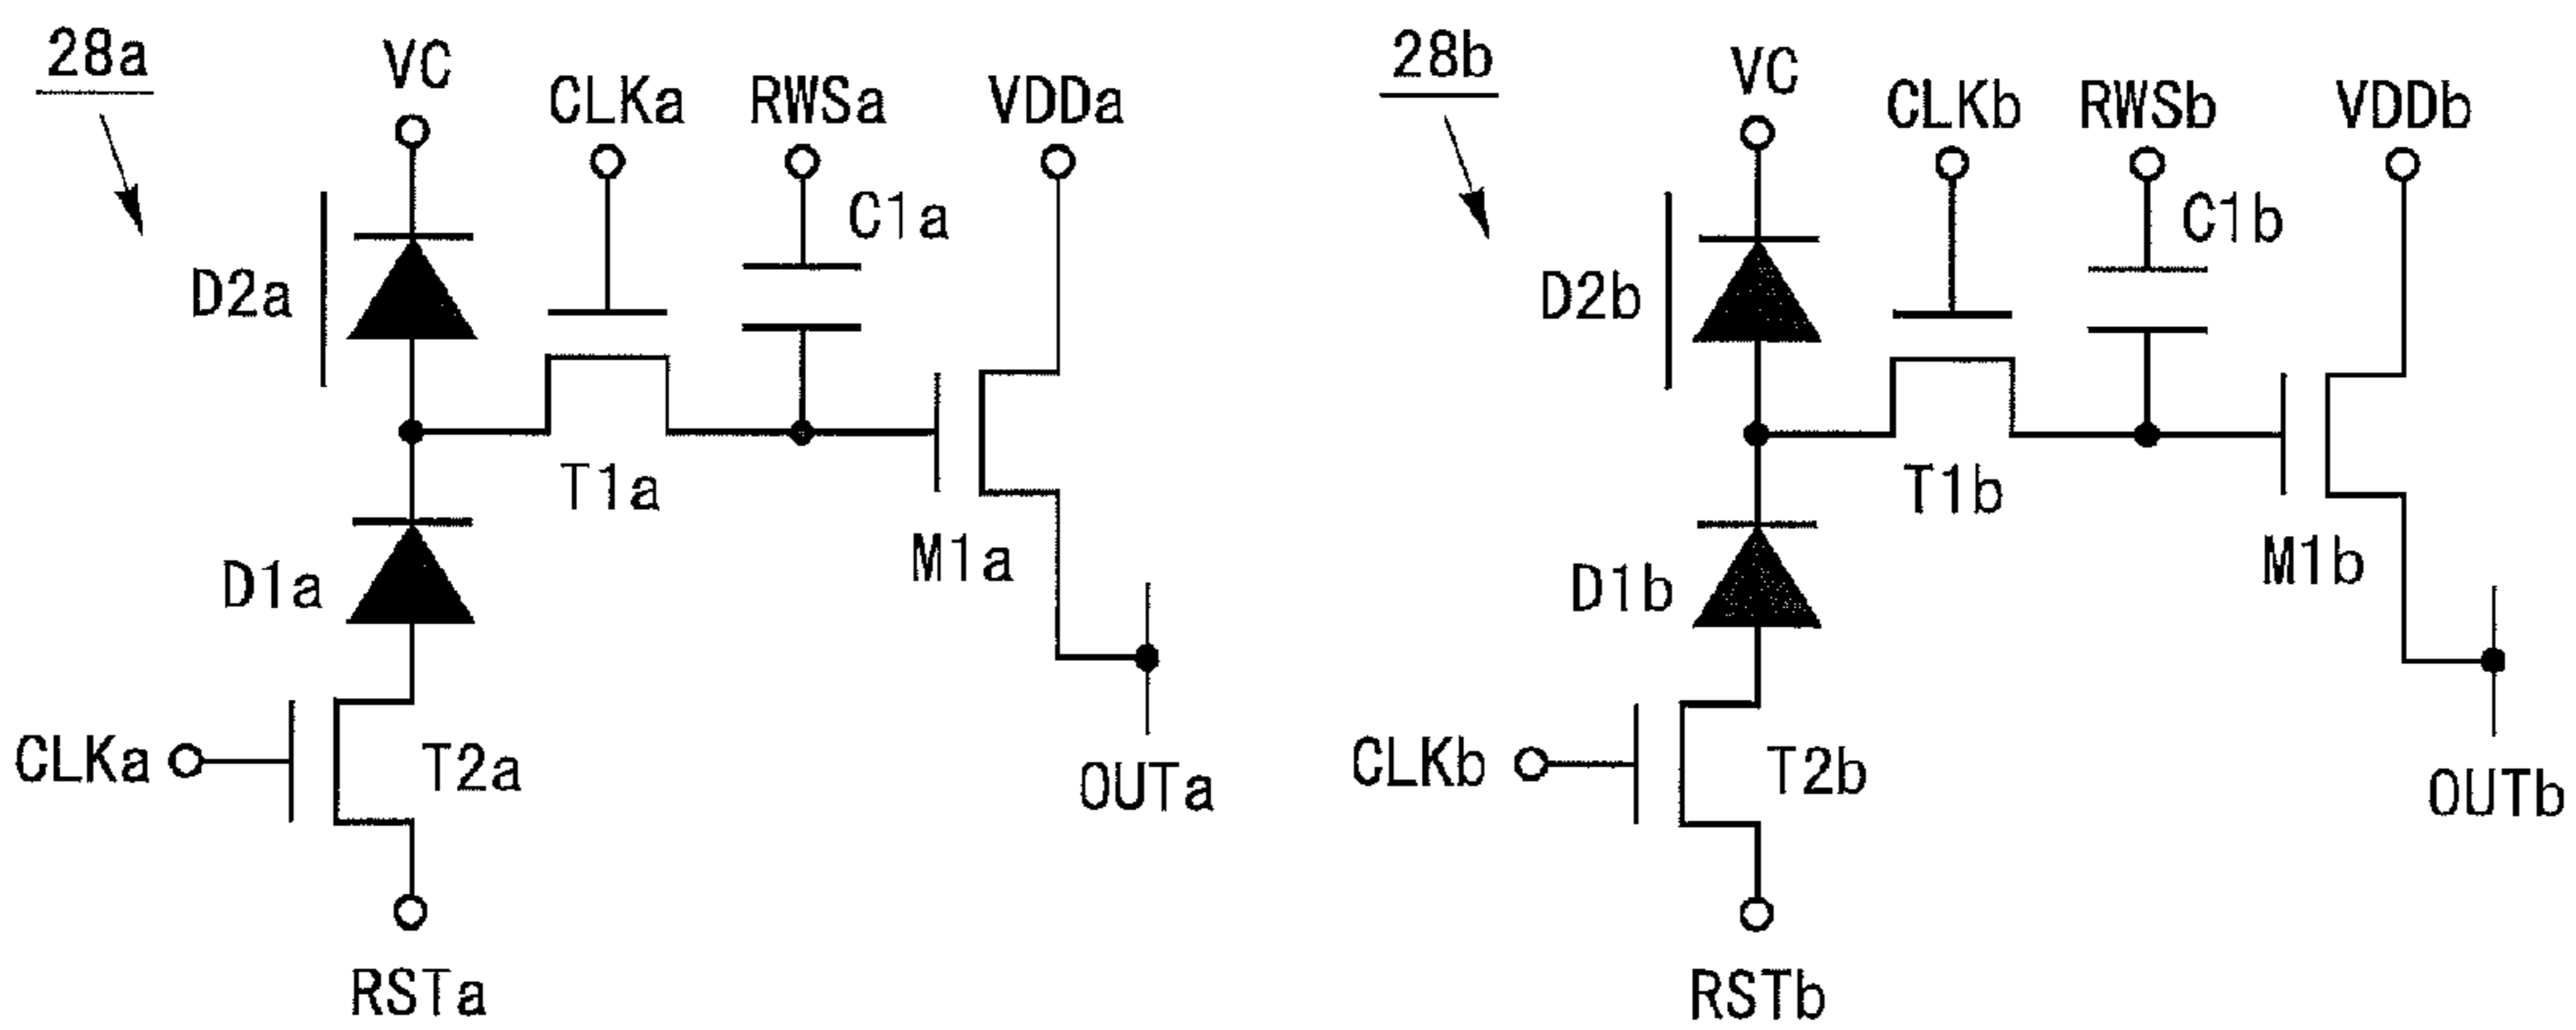 28a
VC
CLKa
RWSa
VDDa
C1a
D2a
T1a
D1a
M1a
CLKa
T2a
OUTa
RSTa
28b
VC
CLKb
RWSb
VDDb
C1b
D2b
T1b
D1b
M1b
CLKb
T2b
OUTb
RSTb